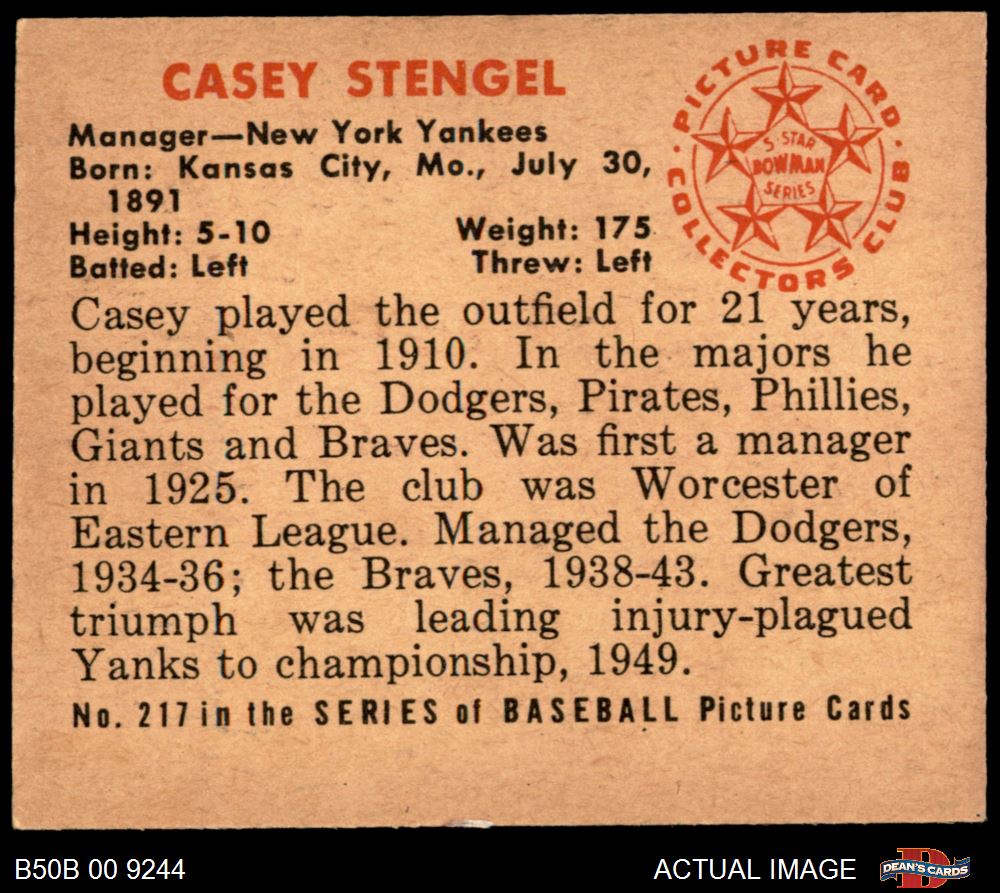 CASEY STENGEL
Manager—New York Yankees
Born: Kansas City, Mo., July 30,
1891
Height: 5-10 Weight: 175
Batted: Left Threw: Left
PICTURE CARD
COLLECTORS CLUB
5-STAR
BOWMAN
SERIES
Casey played the outfield for 21 years,
beginning in 1910. In the majors he
played for the Dodgers, Pirates, Phillies,
Giants and Braves. Was first a manager
in 1925. The club was Worcester of
Eastern League. Managed the Dodgers,
1934-36; the Braves, 1938-43. Greatest
triumph was leading injury-plagued
Yanks to championship, 1949.
No. 217 in the SERIES of BASEBALL Picture Cards
B50B 00 9244 ACTUAL IMAGE
DEAN'S CARDS